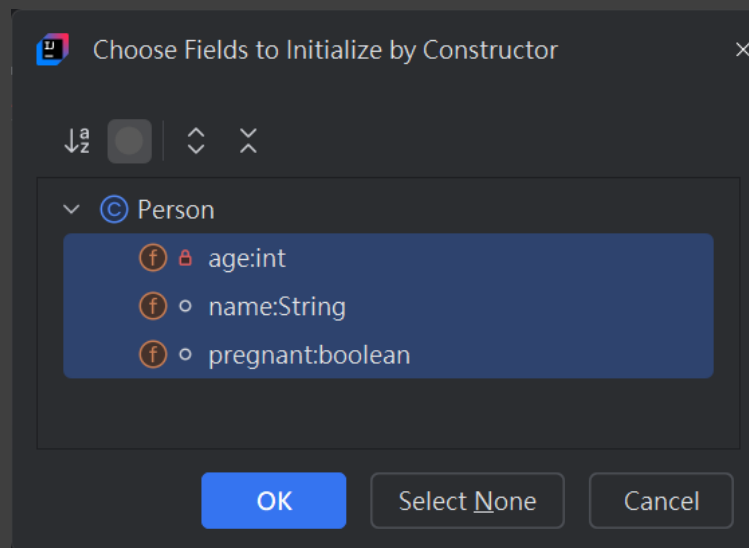 Choose Fields to Initialize by Constructor
Person
age:int
name:String
pregnant:boolean
OK
Select None
Cancel